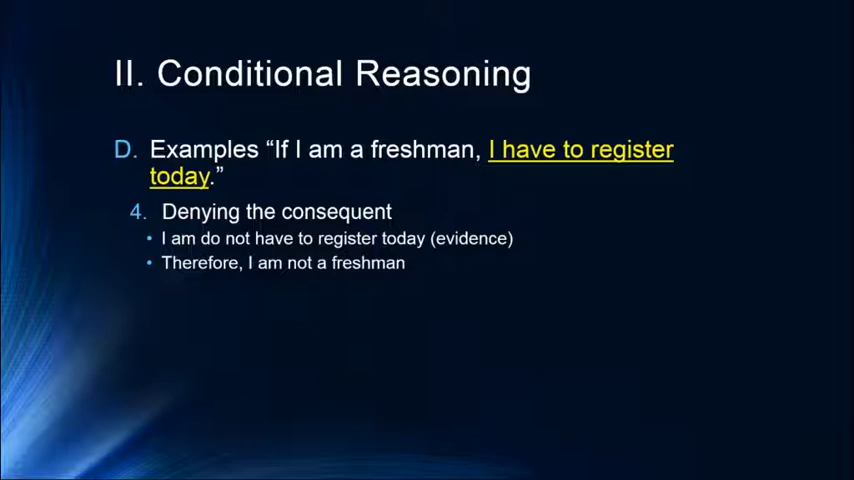 II. Conditional Reasoning
D. Examples “If I am a freshman, I have to register
today.”
4. Denying the consequent
• I am do not have to register today (evidence)
• Therefore, I am not a freshman